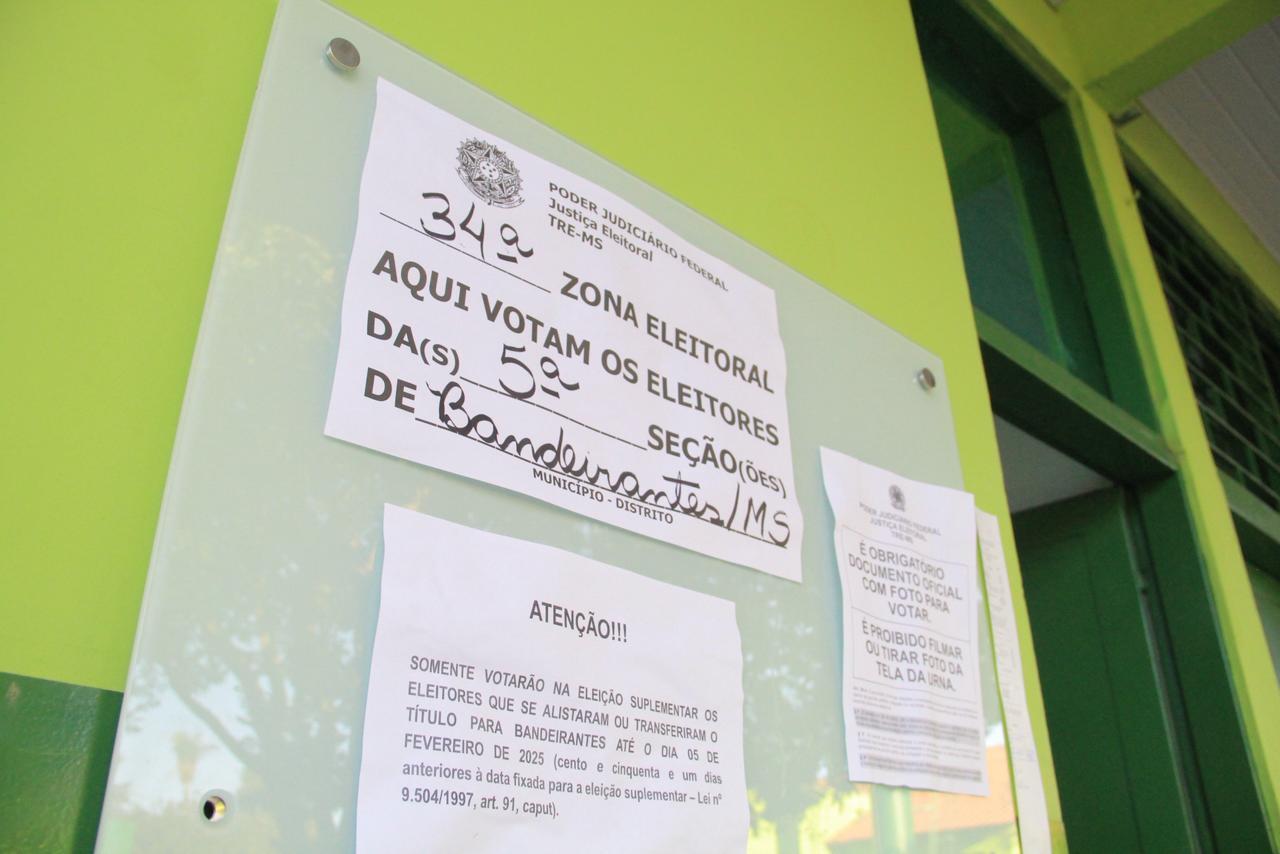 PODER JUDICIÁRIO FEDERAL
Justiça Eleitoral
TRE-MS
34ª ZONA ELEITORAL
AQUI VOTAM OS ELEITORES
DA(S) 5ª SEÇÃO(ÕES)
DE Bandeirantes/MS
MUNICÍPIO - DISTRITO
ATENÇÃO!!!
SOMENTE VOTARÃO NA ELEIÇÃO SUPLEMENTAR OS
ELEITORES QUE SE ALISTARAM OU TRANSFERIRAM O
TÍTULO PARA BANDEIRANTES ATÉ O DIA 05 DE
FEVEREIRO DE 2025 (cento e cinquenta e um dias
anteriores à data fixada para a eleição suplementar – Lei nº
9.504/1997, art. 91, caput).
PODER JUDICIÁRIO FEDERAL
JUSTIÇA ELEITORAL
TRE-MS
É OBRIGATÓRIO
DOCUMENTO OFICIAL
COM FOTO PARA
VOTAR.
É PROIBIDO FILMAR
OU TIRAR FOTO DA
TELA DA URNA.